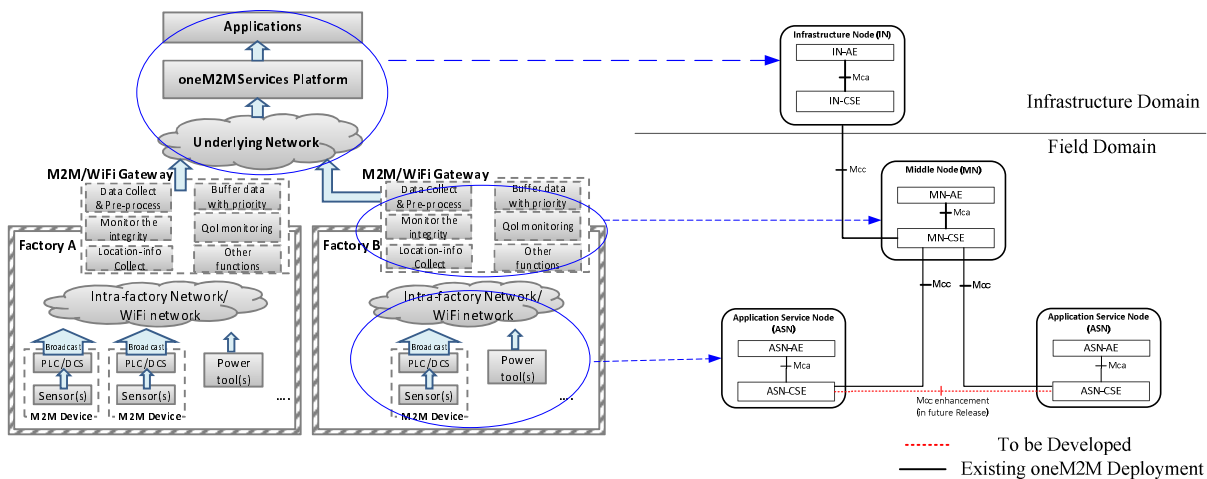 Applications
oneM2M Services Platform
Underlying Network
M2M/WiFi Gateway
Data Collect
& Pre-process
Buffer data
with priority
Monitor the
integrity
QoI monitoring
Location-info
Collect
Other
functions
Factory A
Intra-factory Network/
WiFi network
Broadcast
PLC/DCS
Sensor(s)
M2M Device
Broadcast
PLC/DCS
Sensor(s)
M2M Device
Power
tool(s)
....
M2M/WiFi Gateway
Data Collect
& Pre-process
Buffer data
with priority
Monitor the
integrity
QoI monitoring
Location-info
Collect
Other
functions
Factory B
Intra-factory Network/
WiFi network
Broadcast
PLC/DCS
Sensor(s)
M2M Device
Power
tool(s)
....
Infrastructure Node (IN)
IN-AE
Mca
IN-CSE
Infrastructure Domain
Field Domain
Mcc
Middle Node (MN)
MN-AE
Mca
MN-CSE
Mcc
Mcc
Application Service Node
(ASN)
ASN-AE
Mca
ASN-CSE
Application Service Node
(ASN)
ASN-AE
Mca
ASN-CSE
Mcc enhancement
(in future Release)
To be Developed
Existing oneM2M Deployment